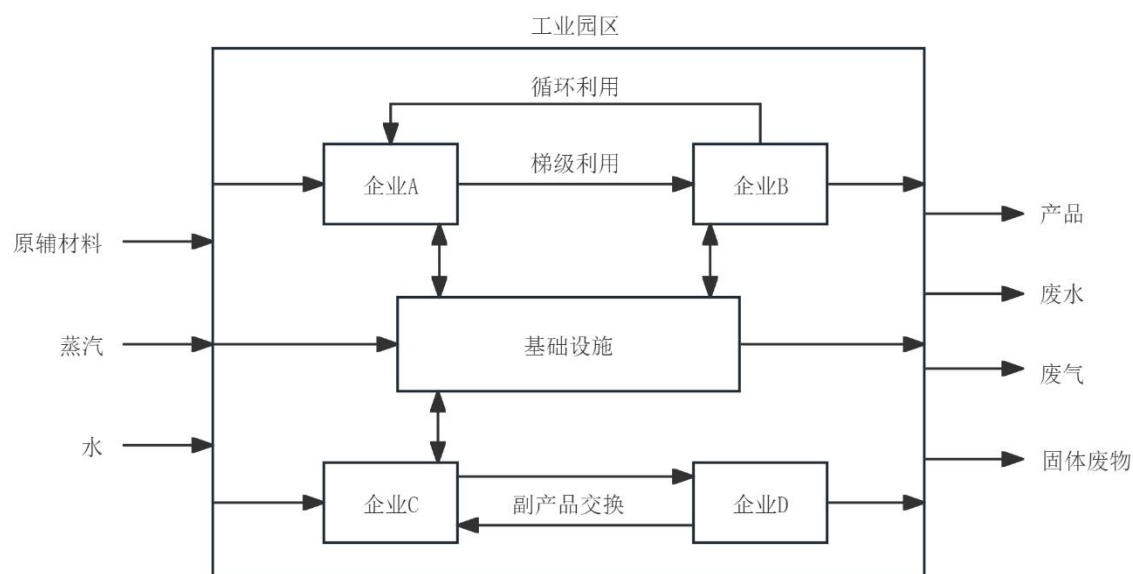 工业园区
循环利用
企业A
梯级利用
企业B
原辅材料
产品
废水
蒸汽
基础设施
废气
水
固体废物
企业C
副产品交换
企业D